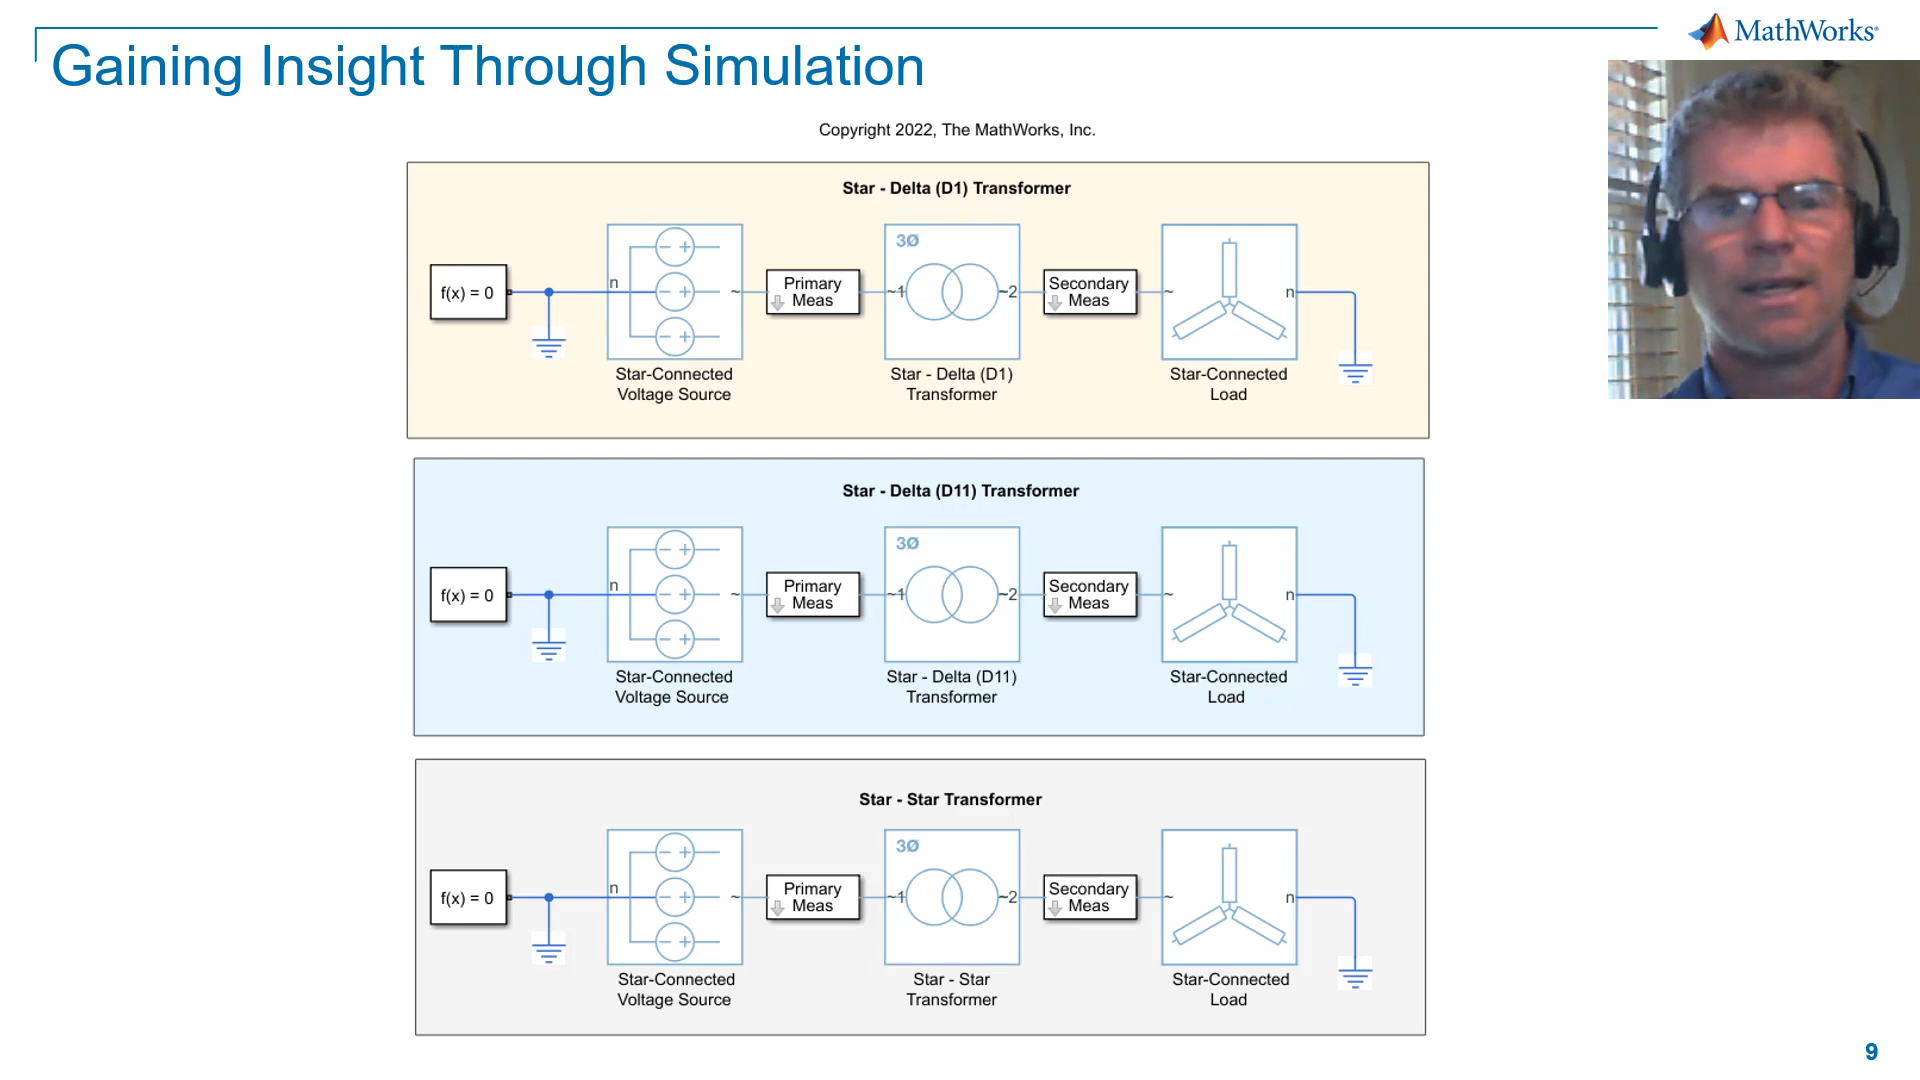 MathWorks®
Gaining Insight Through Simulation
Copyright 2022, The MathWorks, Inc.
Star - Delta (D1) Transformer
f(x) = 0
n
- +
- +
- +
~
Primary
Meas
3Ø
~1
~2
Secondary
Meas
~
n
Star-Connected
Voltage Source
Star - Delta (D1)
Transformer
Star-Connected
Load
Star - Delta (D11) Transformer
f(x) = 0
n
- +
- +
- +
~
Primary
Meas
3Ø
~1
~2
Secondary
Meas
~
n
Star-Connected
Voltage Source
Star - Delta (D11)
Transformer
Star-Connected
Load
Star - Star Transformer
f(x) = 0
n
- +
- +
- +
~
Primary
Meas
3Ø
~1
~2
Secondary
Meas
~
n
Star-Connected
Voltage Source
Star - Star
Transformer
Star-Connected
Load
9